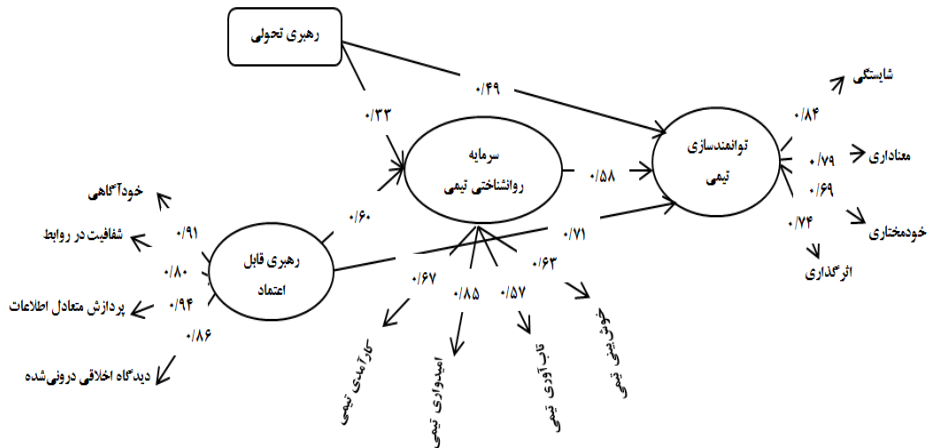 رهبری تحولی
۰/۴۹
۰/۳۳
شایستگی
۰/۸۴
توانمندسازی
تیمی
معناداری
۰/۷۹
۰/۶۹
خودمختاری
۰/۷۴
اثرگذاری
سرمایه
روانشناختی تیمی
۰/۵۸
۰/۶۰
۰/۷۱
خودآگاهی
۰/۹۱
شفافیت در روابط
۰/۸۰
رهبری قابل
اعتماد
پردازش متعادل اطلاعات
۰/۹۴
۰/۸۶
دیدگاه اخلاقی درونی‌شده
۰/۶۳
۰/۶۷
۰/۸۵
۰/۵۷
خوش‌بینی تیمی
تاب‌آوری تیمی
امیدواری تیمی
کارآمدی تیمی